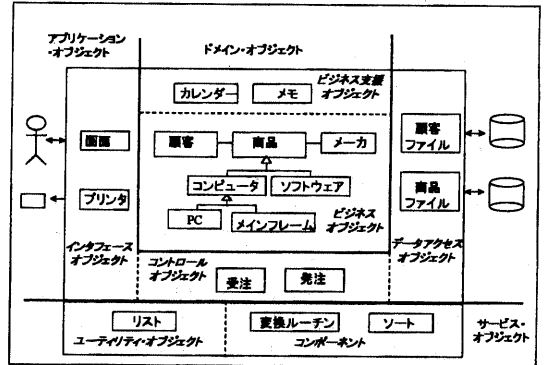 アプリケーション
・オブジェクト
ドメイン・オブジェクト
カレンダー
メモ
ビジネス支援
オブジェクト
画面
顧客
商品
メーカ
顧客
ファイル
コンピュータ
ソフトウェア
プリンタ
商品
ファイル
PC
メインフレーム
ビジネス
オブジェクト
インタフェース
オブジェクト
コントロール
オブジェクト
データアクセス
オブジェクト
受注
発注
リスト
変換ルーチン
ソート
サービス・
オブジェクト
ユーティリティ・オブジェクト
コンポーネント